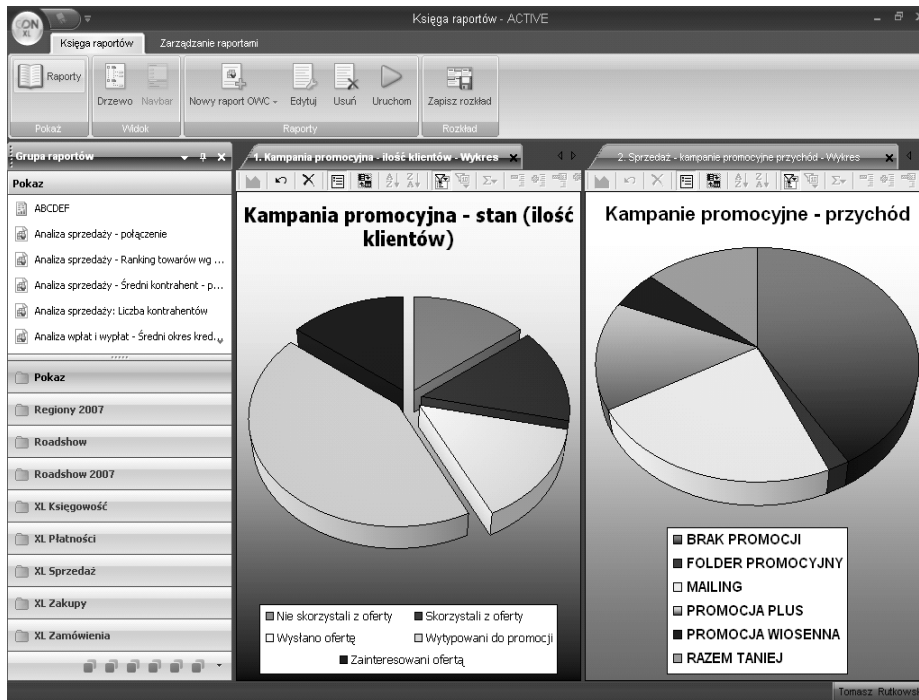 Księga raportów - ACTIVE
CON
XL
Księga raportów
Zarządzanie raportami
Raporty
Drzewo
Navbar
Nowy raport OWC
Edytuj
Usuń
Uruchom
Zapisz rozkład
Pokaż
Widok
Raporty
Rozkład
Grupa raportów
1. Kampania promocyjna - ilość klientów - Wykres
2. Sprzedaż - kampanie promocyjne przychód - Wykres
Pokaz
ABCDEF
Analiza sprzedaży - połączenie
Analiza sprzedaży - Ranking towarów wg ...
Analiza sprzedaży - Średni kontrahent - p...
Analiza sprzedaży: Liczba kontrahentów
Analiza wpłat i wypłat - Średni okres kred...
Pokaz
Regiony 2007
Roadshow
Roadshow 2007
XL Księgowość
XL Płatności
XL Sprzedaż
XL Zakupy
XL Zamówienia
Kampania promocyjna - stan (ilość
klientów)
Nie skorzystali z oferty
Skorzystali z oferty
Wysłano ofertę
Wytypowani do promocji
Zainteresowani ofertą
Kampanie promocyjne - przychód
BRAK PROMOCJI
FOLDER PROMOCYJNY
MAILING
PROMOCJA PLUS
PROMOCJA WIOSENNA
RAZEM TANIEJ
Tomasz Rutkows